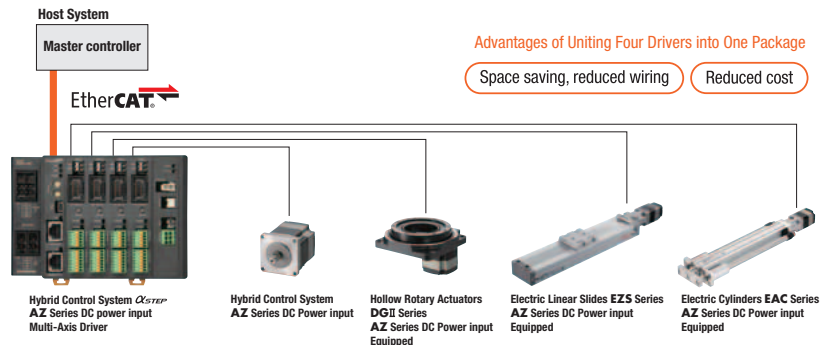 Host System
Master controller
Advantages of Uniting Four Drivers into One Package
Space saving, reduced wiring
Reduced cost
EtherCAT®
Hybrid Control System αSTEP
AZ Series DC power input
Multi-Axis Driver
Hybrid Control System
AZ Series DC Power input
Hollow Rotary Actuators
DGII Series
AZ Series DC Power input
Equipped
Electric Linear Slides EZS Series
AZ Series DC Power input
Equipped
Electric Cylinders EAC Series
AZ Series DC Power input
Equipped